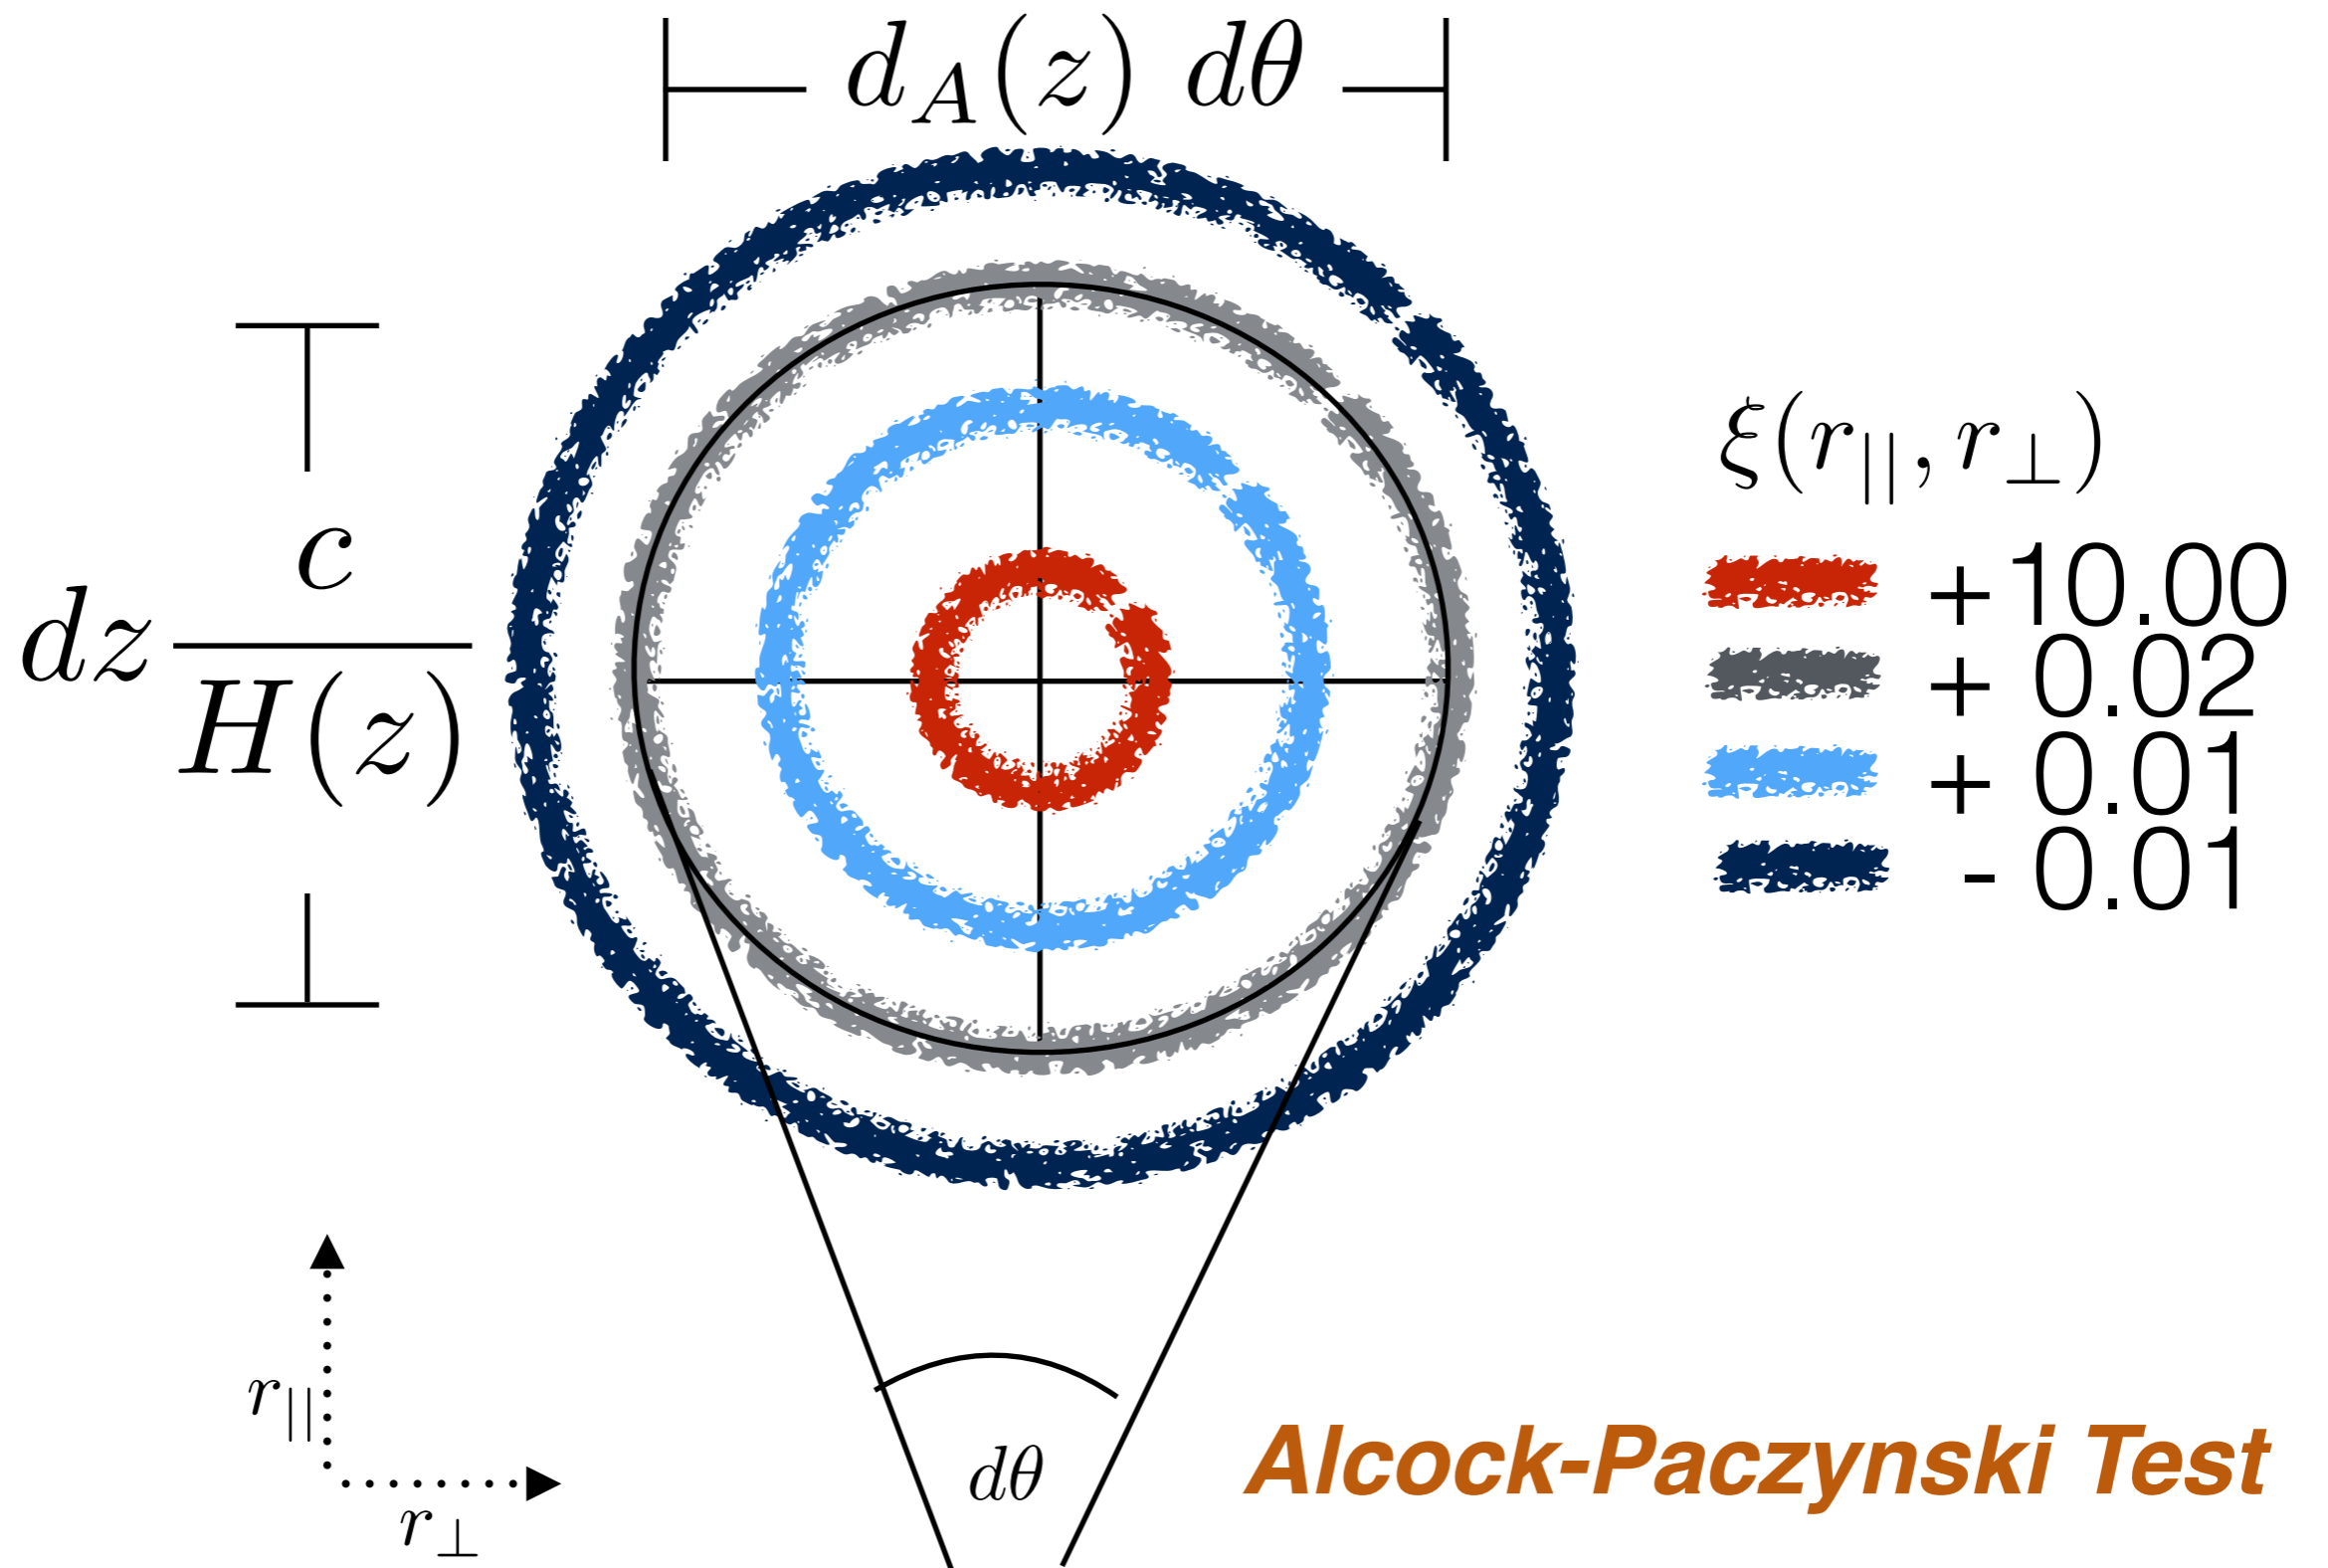 d_A(z) dθ
dz c/H(z)
ξ(r_||, r_⊥)
+10.00
+ 0.02
+ 0.01
- 0.01
r_||
r_⊥
dθ
Alcock-Paczynski Test